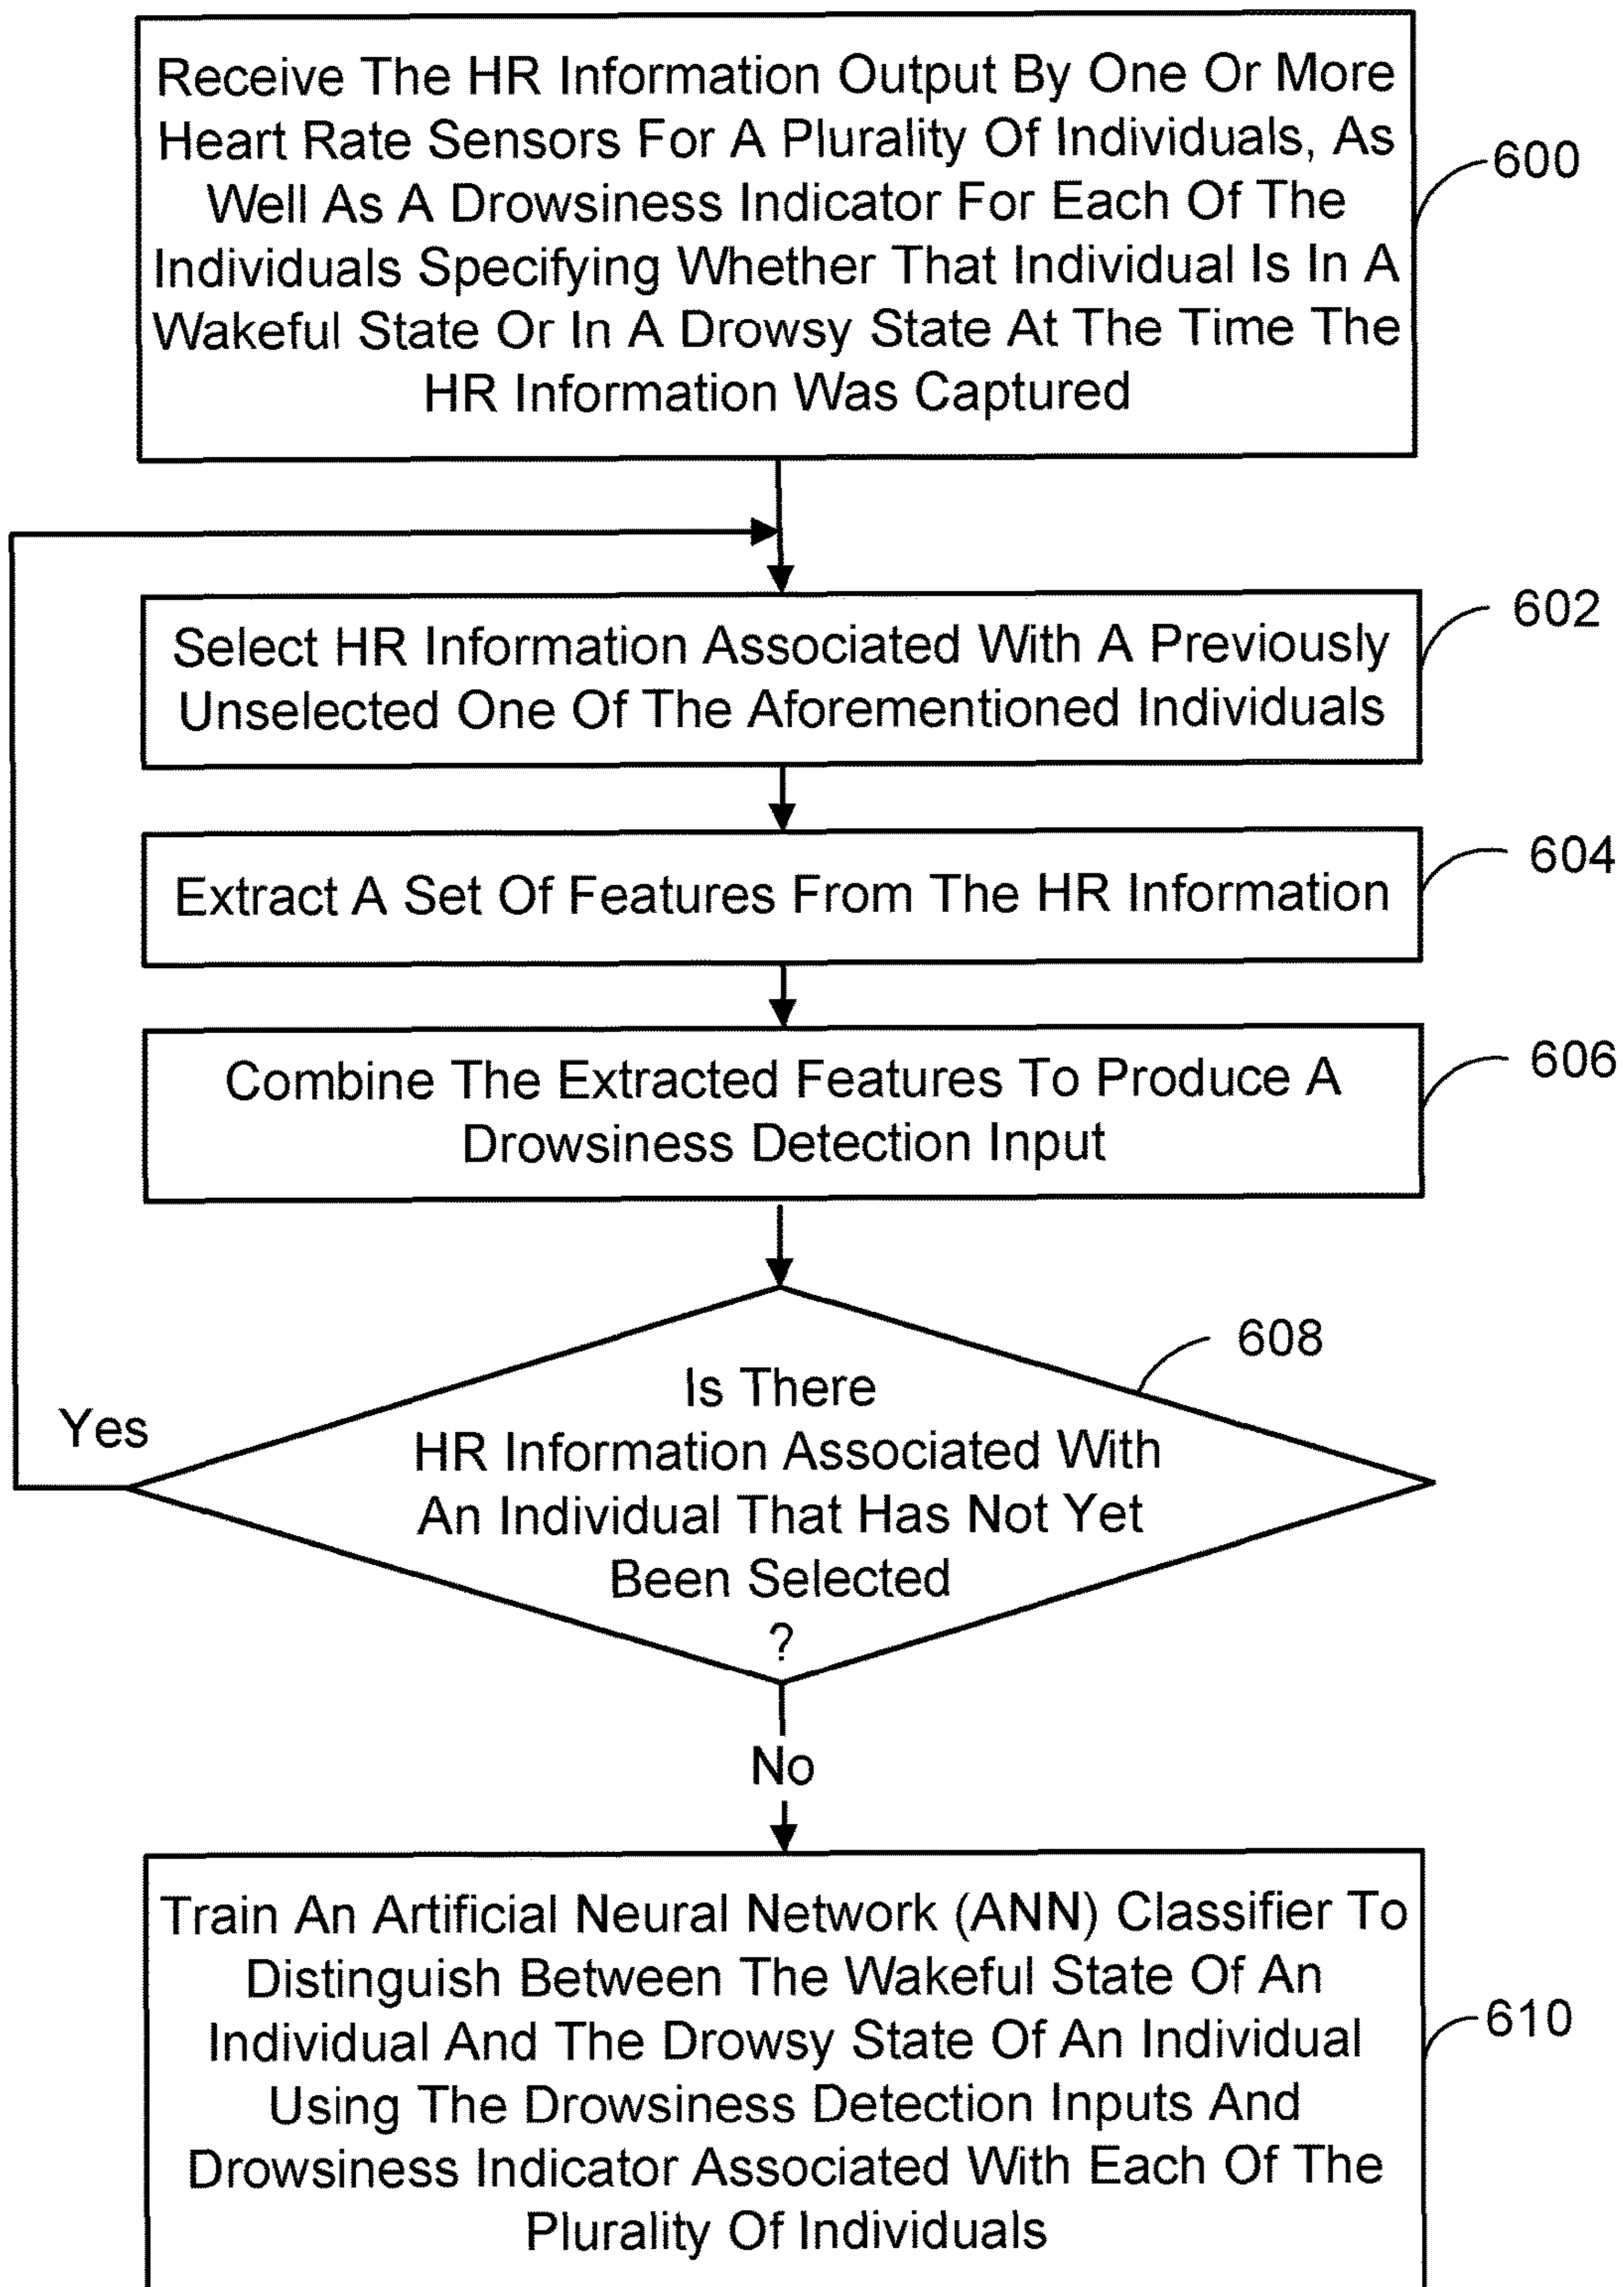 Receive The HR Information Output By One Or More
Heart Rate Sensors For A Plurality Of Individuals, As
Well As A Drowsiness Indicator For Each Of The
Individuals Specifying Whether That Individual Is In A
Wakeful State Or In A Drowsy State At The Time The
HR Information Was Captured
600
Select HR Information Associated With A Previously
Unselected One Of The Aforementioned Individuals
602
Extract A Set Of Features From The HR Information
604
Combine The Extracted Features To Produce A
Drowsiness Detection Input
606
608
Is There
HR Information Associated With
An Individual That Has Not Yet
Been Selected
?
Yes
No
Train An Artificial Neural Network (ANN) Classifier To
Distinguish Between The Wakeful State Of An
Individual And The Drowsy State Of An Individual
Using The Drowsiness Detection Inputs And
Drowsiness Indicator Associated With Each Of The
Plurality Of Individuals
610